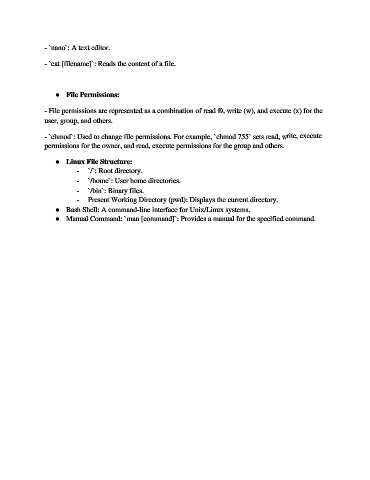 - `nano`: A text editor.
- `cat [filename]`: Reads the content of a file.
● File Permissions:
- File permissions are represented as a combination of read ®, write (w), and execute (x) for the
user, group, and others.
- `chmod`: Used to change file permissions. For example, `chmod 755` sets read, write, execute
permissions for the owner, and read, execute permissions for the group and others.
● Linux File Structure:
- `/`: Root directory.
- `/home`: User home directories.
- `/bin`: Binary files.
- Present Working Directory (pwd): Displays the current directory.
● Bash Shell: A command-line interface for Unix/Linux systems.
● Manual Command: `man [command]`: Provides a manual for the specified command.